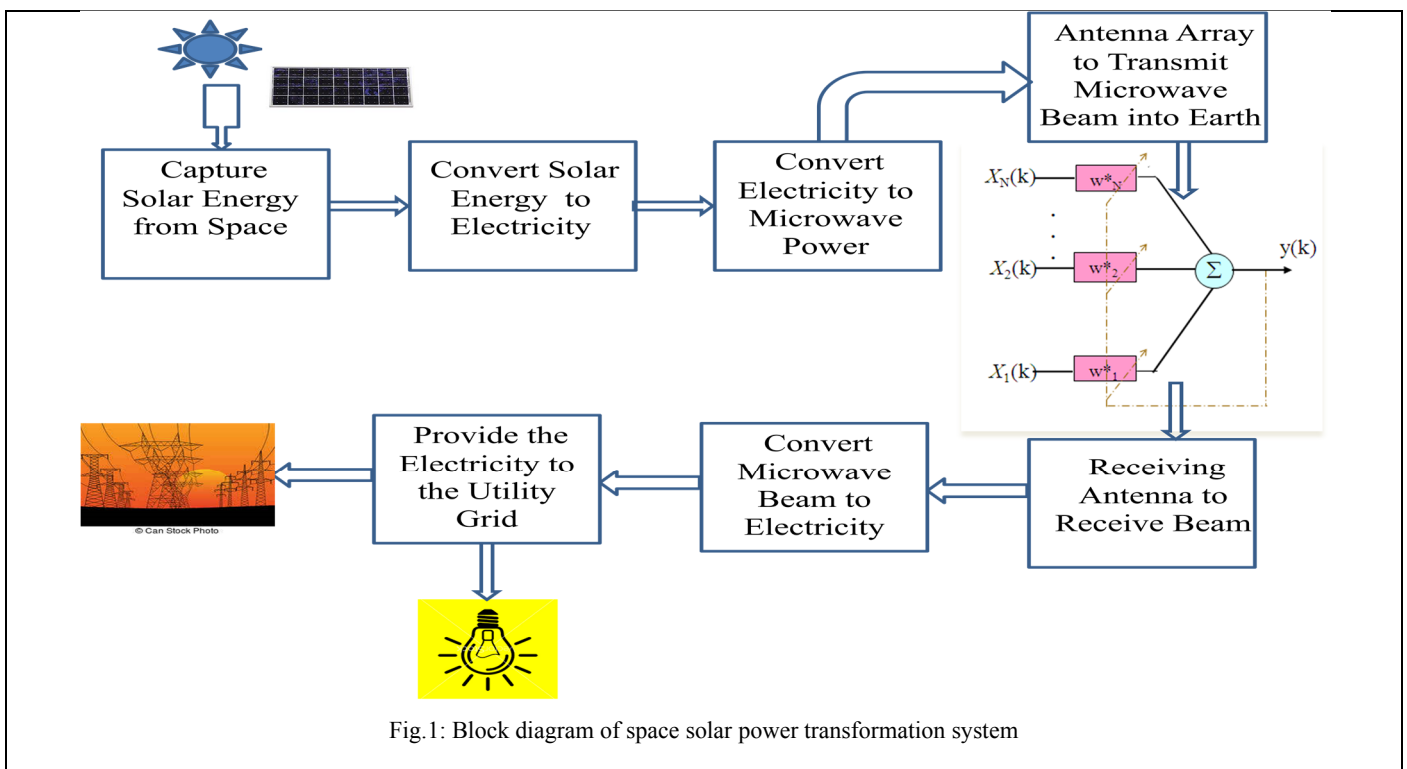 Capture
Solar Energy
from Space
Convert Solar
Energy to
Electricity
Convert
Electricity to
Microwave
Power
Antenna Array
to Transmit
Microwave
Beam into Earth
X_N(k)
w*_N
X_2(k)
w*_2
Σ
y(k)
X_1(k)
w*_1
Receiving
Antenna to
Receive Beam
Convert
Microwave
Beam to
Electricity
Provide the
Electricity to
the Utility
Grid
© Can Stock Photo
Fig.1: Block diagram of space solar power transformation system